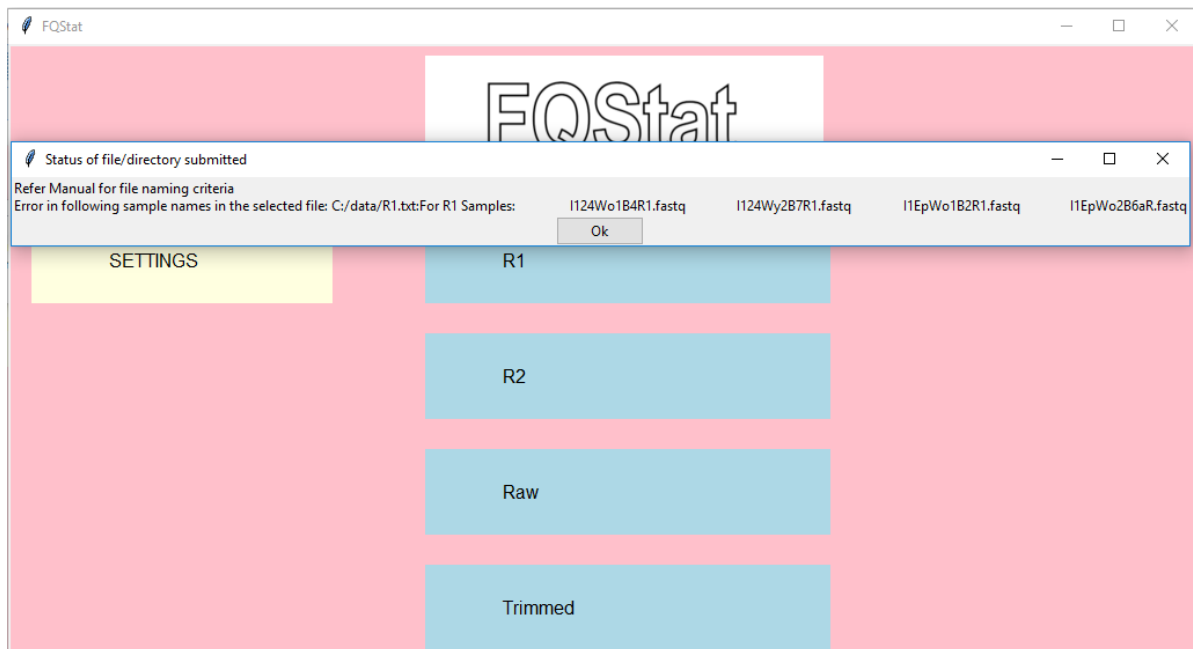 FQStat
FQStat
Status of file/directory submitted
Refer Manual for file naming criteria
Error in following sample names in the selected file: C:/data/R1.txt:For R1 Samples: I124Wo1B4R1.fastq I124Wy2B7R1.fastq I1EpWo1B2R1.fastq I1EpWo2B6aR.fastq
Ok
SETTINGS
R1
R2
Raw
Trimmed